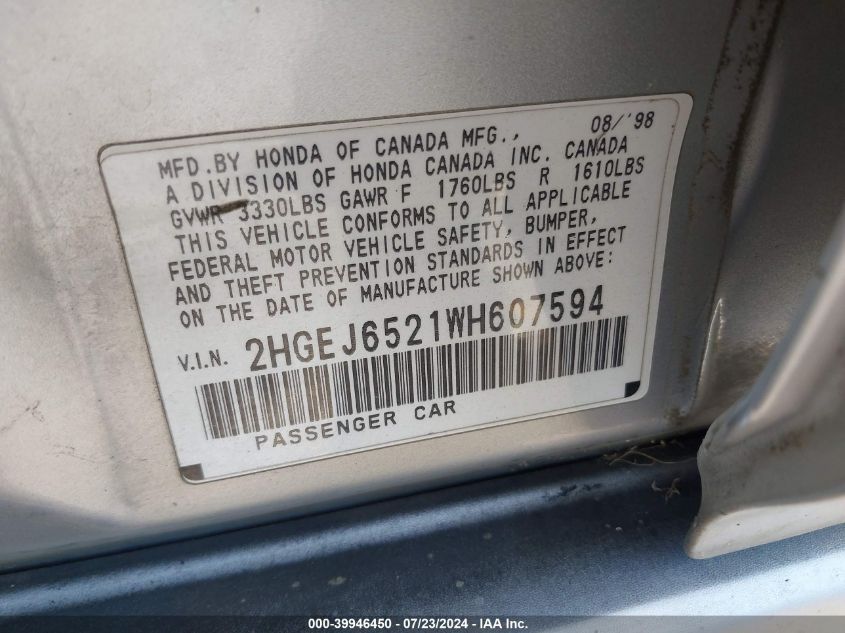 MFD.BY HONDA OF CANADA MFG., 08/'98
A DIVISION OF HONDA CANADA INC. CANADA
GVWR 3330LBS GAWR F 1760LBS R 1610LBS
THIS VEHICLE CONFORMS TO ALL APPLICABLE
FEDERAL MOTOR VEHICLE SAFETY, BUMPER,
AND THEFT PREVENTION STANDARDS IN EFFECT
ON THE DATE OF MANUFACTURE SHOWN ABOVE:
V.I.N. 2HGEJ6521WH607594
PASSENGER CAR
000-39946450 - 07/23/2024 - IAA Inc.